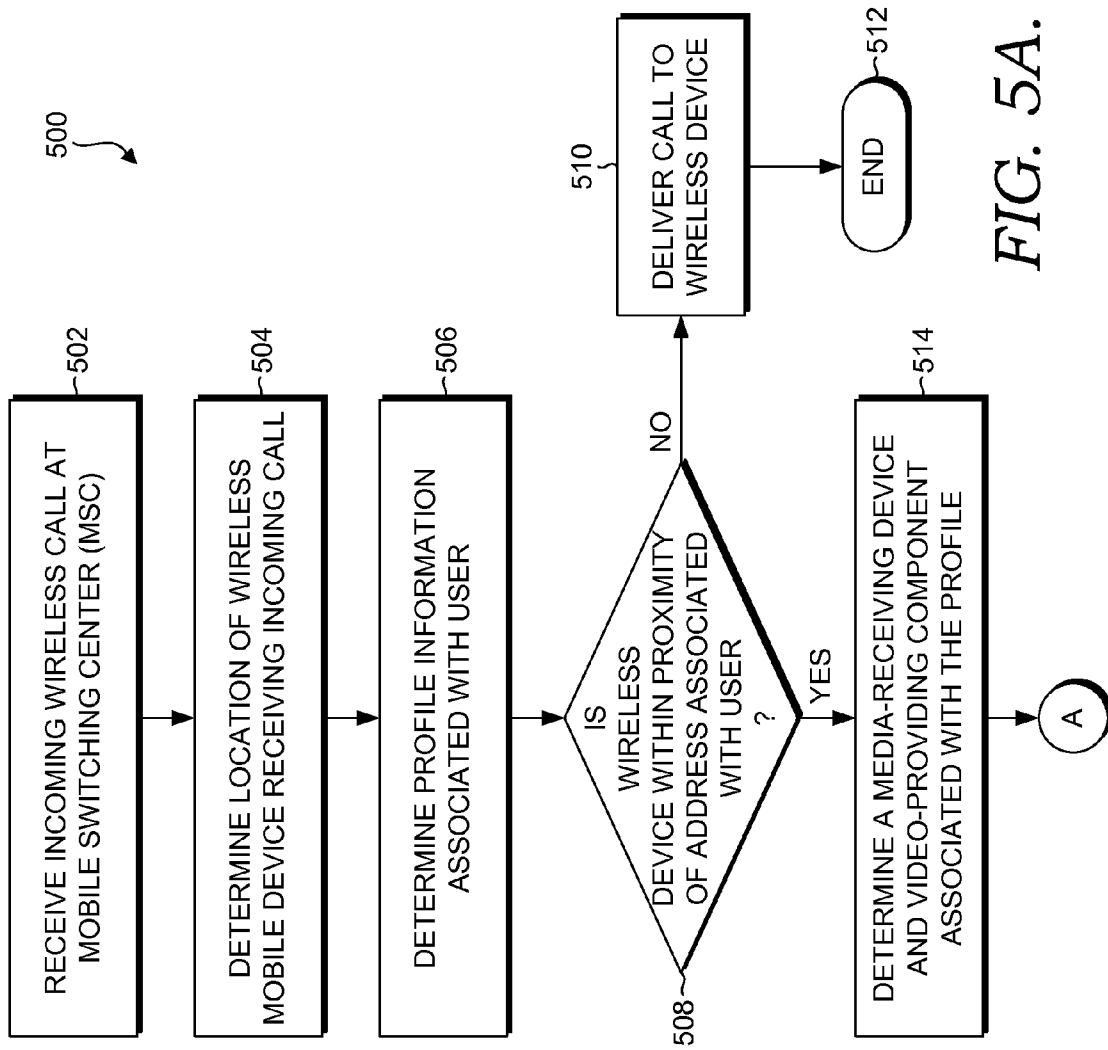 500
502
RECEIVE INCOMING WIRELESS CALL AT
MOBILE SWITCHING CENTER (MSC)
504
DETERMINE LOCATION OF WIRELESS
MOBILE DEVICE RECEIVING INCOMING CALL
506
DETERMINE PROFILE INFORMATION
ASSOCIATED WITH USER
508
IS
WIRELESS
DEVICE WITHIN PROXIMITY
OF ADDRESS ASSOCIATED
WITH USER
?
NO
510
DELIVER CALL TO
WIRELESS DEVICE
512
END
YES
514
DETERMINE A MEDIA-RECEIVING DEVICE
AND VIDEO-PROVIDING COMPONENT
ASSOCIATED WITH THE PROFILE
A
FIG. 5A.